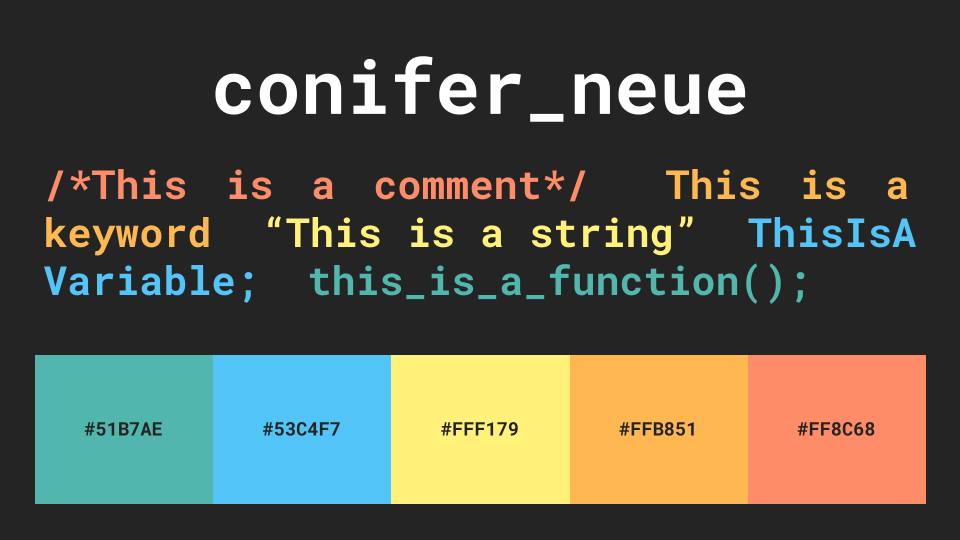 conifer_neue
/*This is a comment*/ This is a
keyword “This is a string” ThisIsA
Variable; this_is_a_function();
#51B7AE #53C4F7 #FFF179 #FFB851 #FF8C68